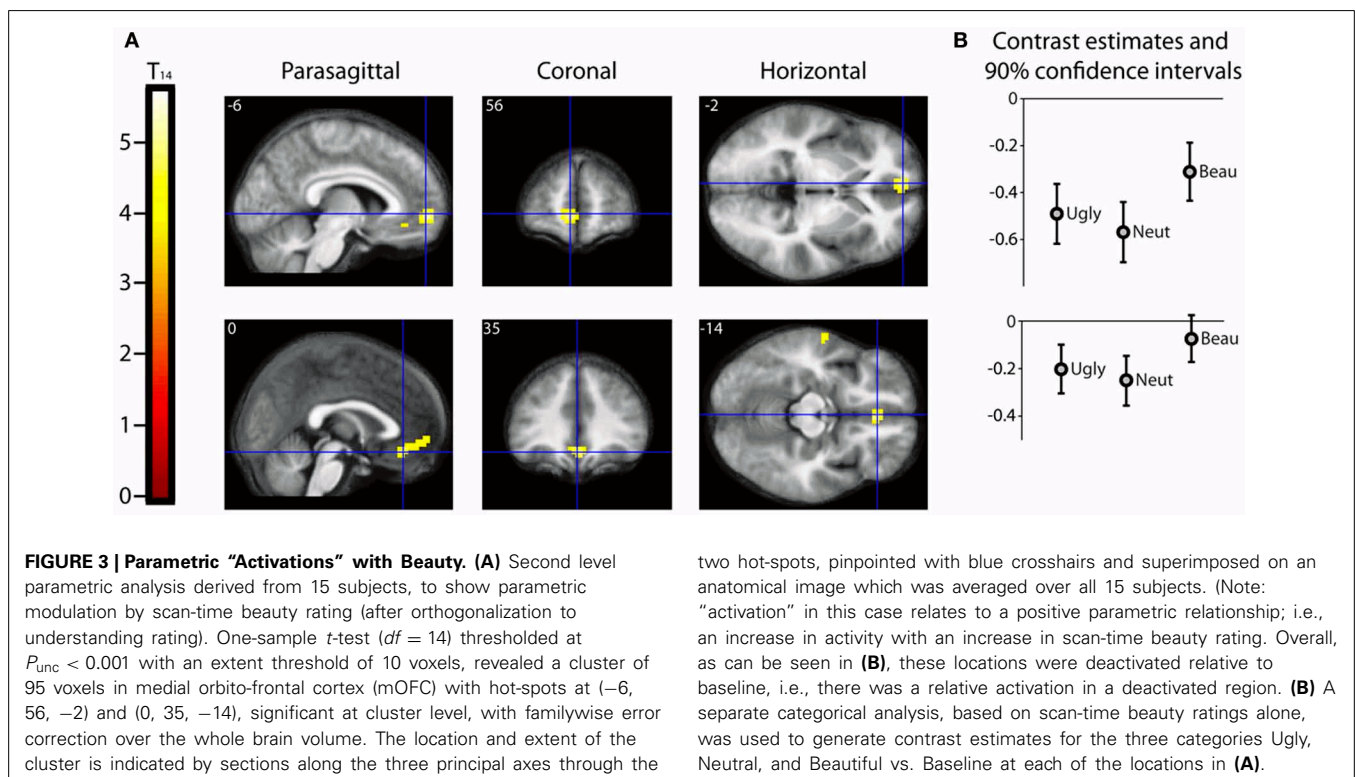 A
B
Contrast estimates and
90% confidence intervals
T14
Parasagittal
Coronal
Horizontal
5
4
3
2
1
0
-6
56
-2
0
-0.2
-0.4
-0.6
Ugly
Neut
Beau
0
35
-14
0
-0.2
-0.4
Ugly
Neut
Beau
FIGURE 3 | Parametric “Activations” with Beauty. (A) Second level
parametric analysis derived from 15 subjects, to show parametric
modulation by scan-time beauty rating (after orthogonalization to
understanding rating). One-sample t-test (df = 14) thresholded at
Punc < 0.001 with an extent threshold of 10 voxels, revealed a cluster of
95 voxels in medial orbito-frontal cortex (mOFC) with hot-spots at (−6,
56, −2) and (0, 35, −14), significant at cluster level, with familywise error
correction over the whole brain volume. The location and extent of the
cluster is indicated by sections along the three principal axes through the
two hot-spots, pinpointed with blue crosshairs and superimposed on an
anatomical image which was averaged over all 15 subjects. (Note:
“activation” in this case relates to a positive parametric relationship; i.e.,
an increase in activity with an increase in scan-time beauty rating. Overall,
as can be seen in (B), these locations were deactivated relative to
baseline, i.e., there was a relative activation in a deactivated region. (B) A
separate categorical analysis, based on scan-time beauty ratings alone,
was used to generate contrast estimates for the three categories Ugly,
Neutral, and Beautiful vs. Baseline at each of the locations in (A).